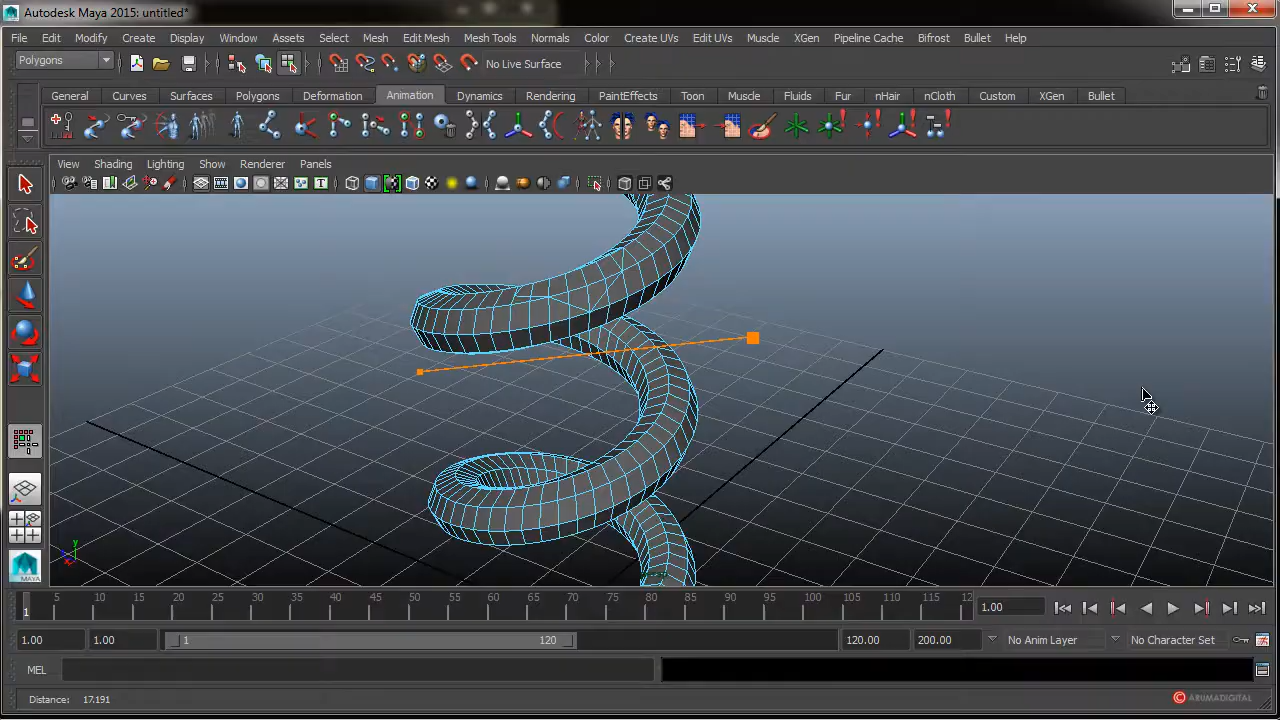 Autodesk Maya 2015: untitled*
File Edit Modify Create Display Window Assets Select Mesh Edit Mesh Mesh Tools Normals Color Create UVs Edit UVs Muscle XGen Pipeline Cache Bifrost Bullet Help
Polygons No Live Surface
General Curves Surfaces Polygons Deformation Animation Dynamics Rendering PaintEffects Toon Muscle Fluids Fur nHair nCloth Custom XGen Bullet
View Shading Lighting Show Renderer Panels
y
MAYA
1 5 10 15 20 25 30 35 40 45 50 55 60 65 70 75 80 85 90 95 100 105 110 115 12 1.00
1.00 1.00 1 120 120.00 200.00 No Anim Layer No Character Set
MEL
Distance: 17.191
© ARUMADIGITAL